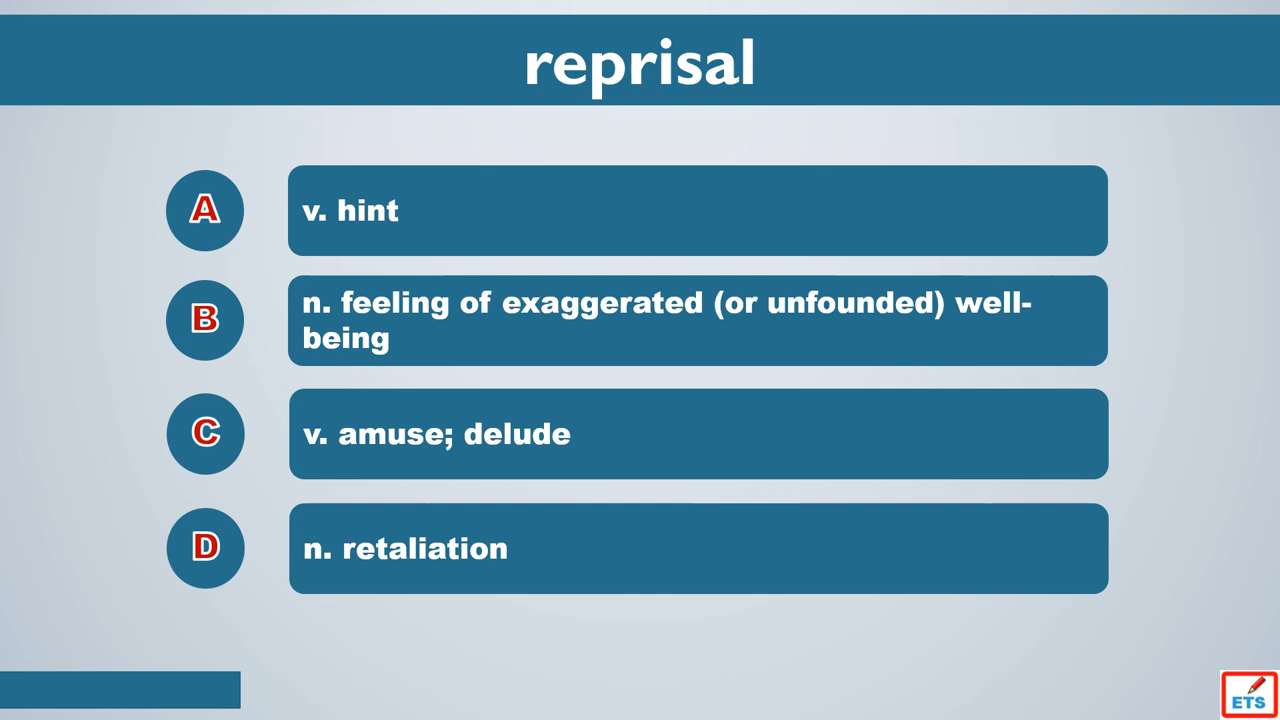 reprisal
A
v. hint
B
n. feeling of exaggerated (or unfounded) well-
being
C
v. amuse; delude
D
n. retaliation
ETS